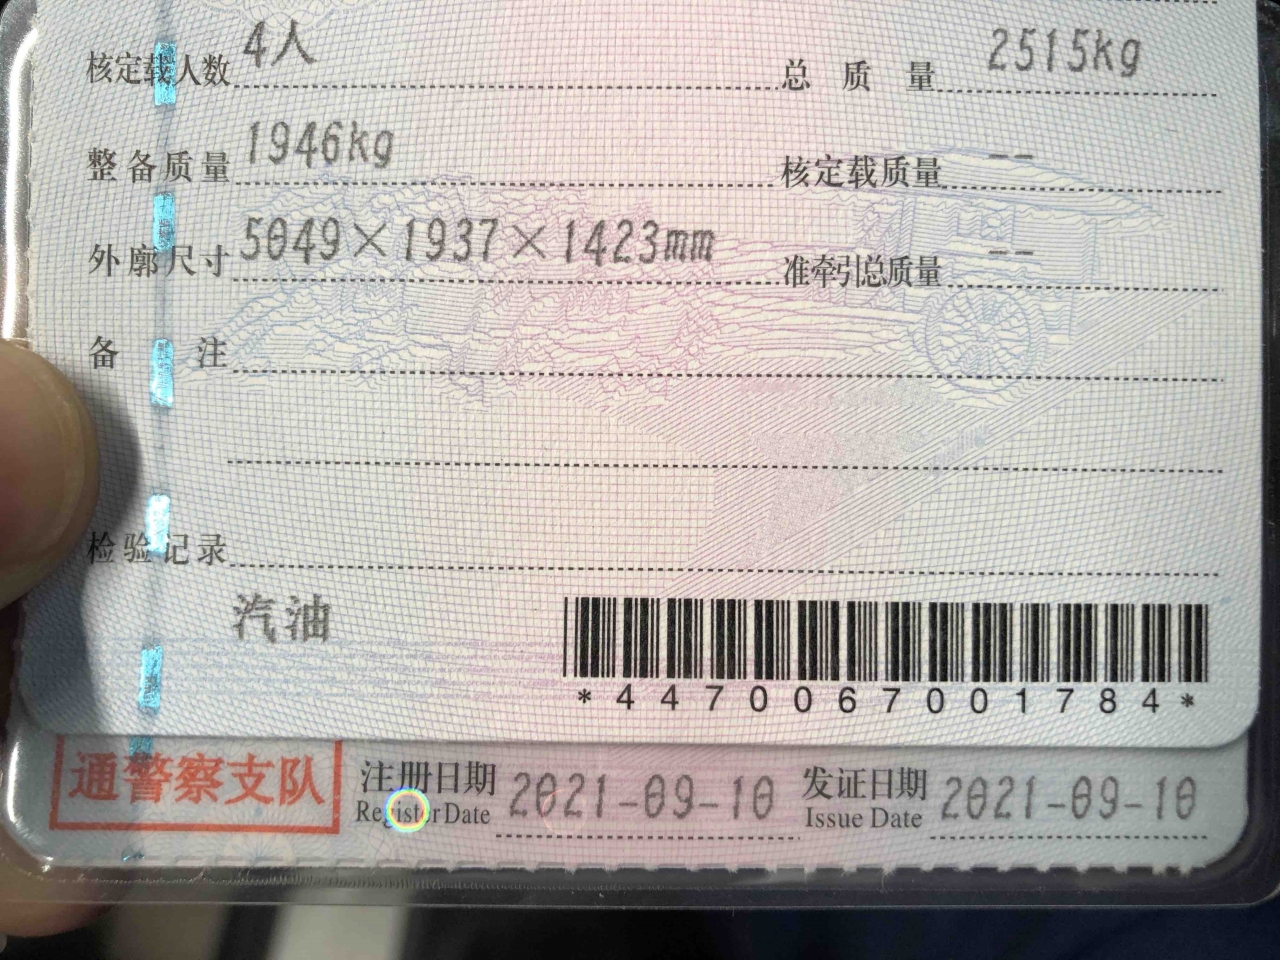 核定载人数 4人 总质量 2515kg
整备质量 1946kg 核定载质量 --
外廓尺寸 5049×1937×1423mm 准牵引总质量 --
备注
检验记录
汽油
*4470067001784*
通警察支队 注册日期 2021-09-10 发证日期 2021-09-10
Register Date Issue Date